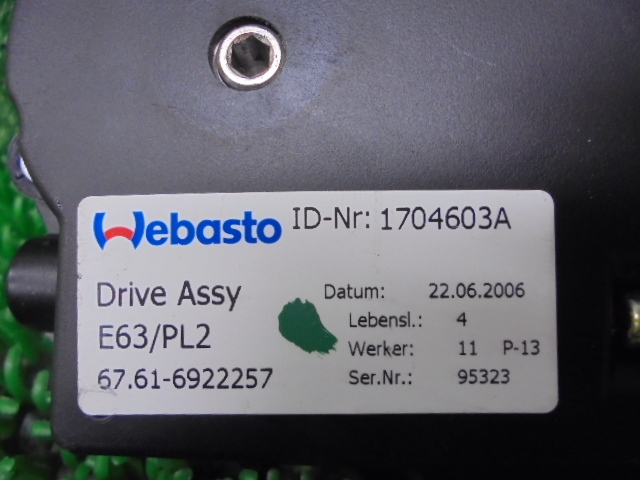 Webasto ID-Nr: 1704603A
Drive Assy Datum: 22.06.2006
E63/PL2 Lebensl.: 4
Werker: 11 P-13
67.61-6922257 Ser.Nr.: 95323